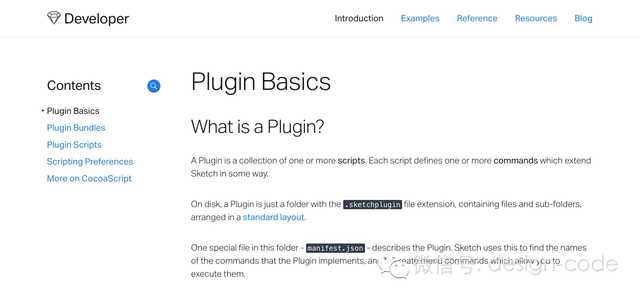 Developer
Introduction Examples Reference Resources Blog
Contents
Plugin Basics
Plugin Bundles
Plugin Scripts
Scripting Preferences
More on CocoaScript
Plugin Basics
What is a Plugin?
A Plugin is a collection of one or more scripts. Each script defines one or more commands which extend
Sketch in some way.
On disk, a Plugin is just a folder with the .sketchplugin file extension, containing files and sub-folders,
arranged in a standard layout.
One special file in this folder - manifest.json - describes the Plugin. Sketch uses this to find the names
of the commands that the Plugin implements, and create menu commands which allow you to
execute them.
微信号: design-code